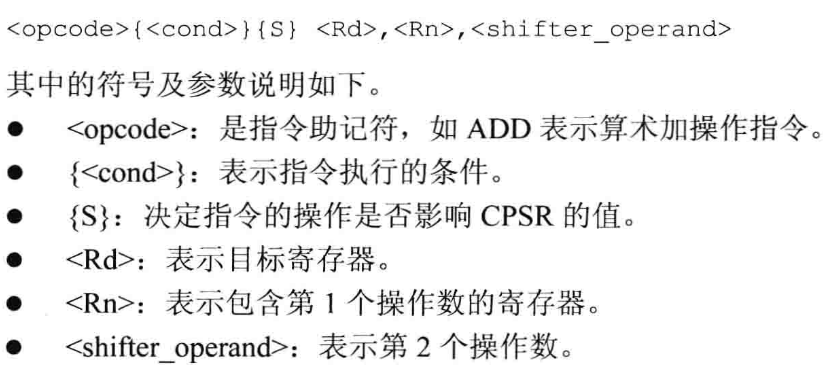 <opcode>{<cond>}{S} <Rd>,<Rn>,<shifter_operand>
其中的符号及参数说明如下。
● <opcode>：是指令助记符，如 ADD 表示算术加操作指令。
● {<cond>}：表示指令执行的条件。
● {S}：决定指令的操作是否影响 CPSR 的值。
● <Rd>：表示目标寄存器。
● <Rn>：表示包含第 1 个操作数的寄存器。
● <shifter_operand>：表示第 2 个操作数。